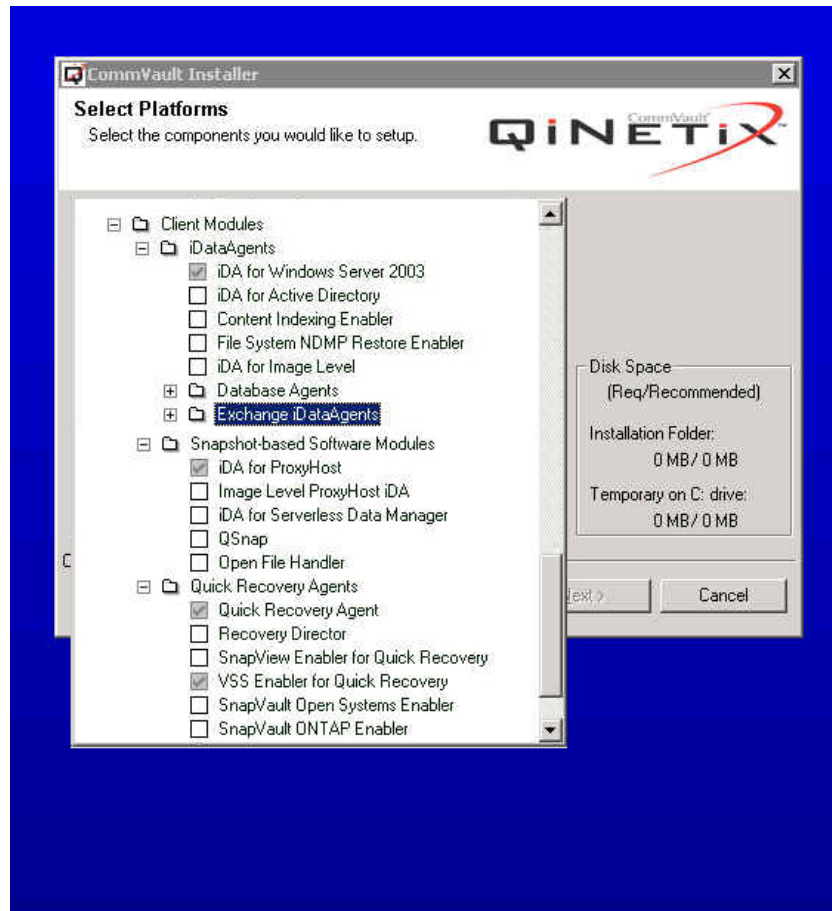 CommVault Installer
Select Platforms
Select the components you would like to setup.
CommVault
QiNETiX
Client Modules
iDataAgents
iDA for Windows Server 2003
iDA for Active Directory
Content Indexing Enabler
File System NDMP Restore Enabler
iDA for Image Level
Database Agents
Exchange iDataAgents
Snapshot-based Software Modules
iDA for ProxyHost
Image Level ProxyHost iDA
iDA for Serverless Data Manager
QSnap
Open File Handler
Quick Recovery Agents
Quick Recovery Agent
Recovery Director
SnapView Enabler for Quick Recovery
VSS Enabler for Quick Recovery
SnapVault Open Systems Enabler
SnapVault ONTAP Enabler
Disk Space
(Req/Recommended)
Installation Folder:
0 MB/ 0 MB
Temporary on C: drive:
0 MB/ 0 MB
Cancel